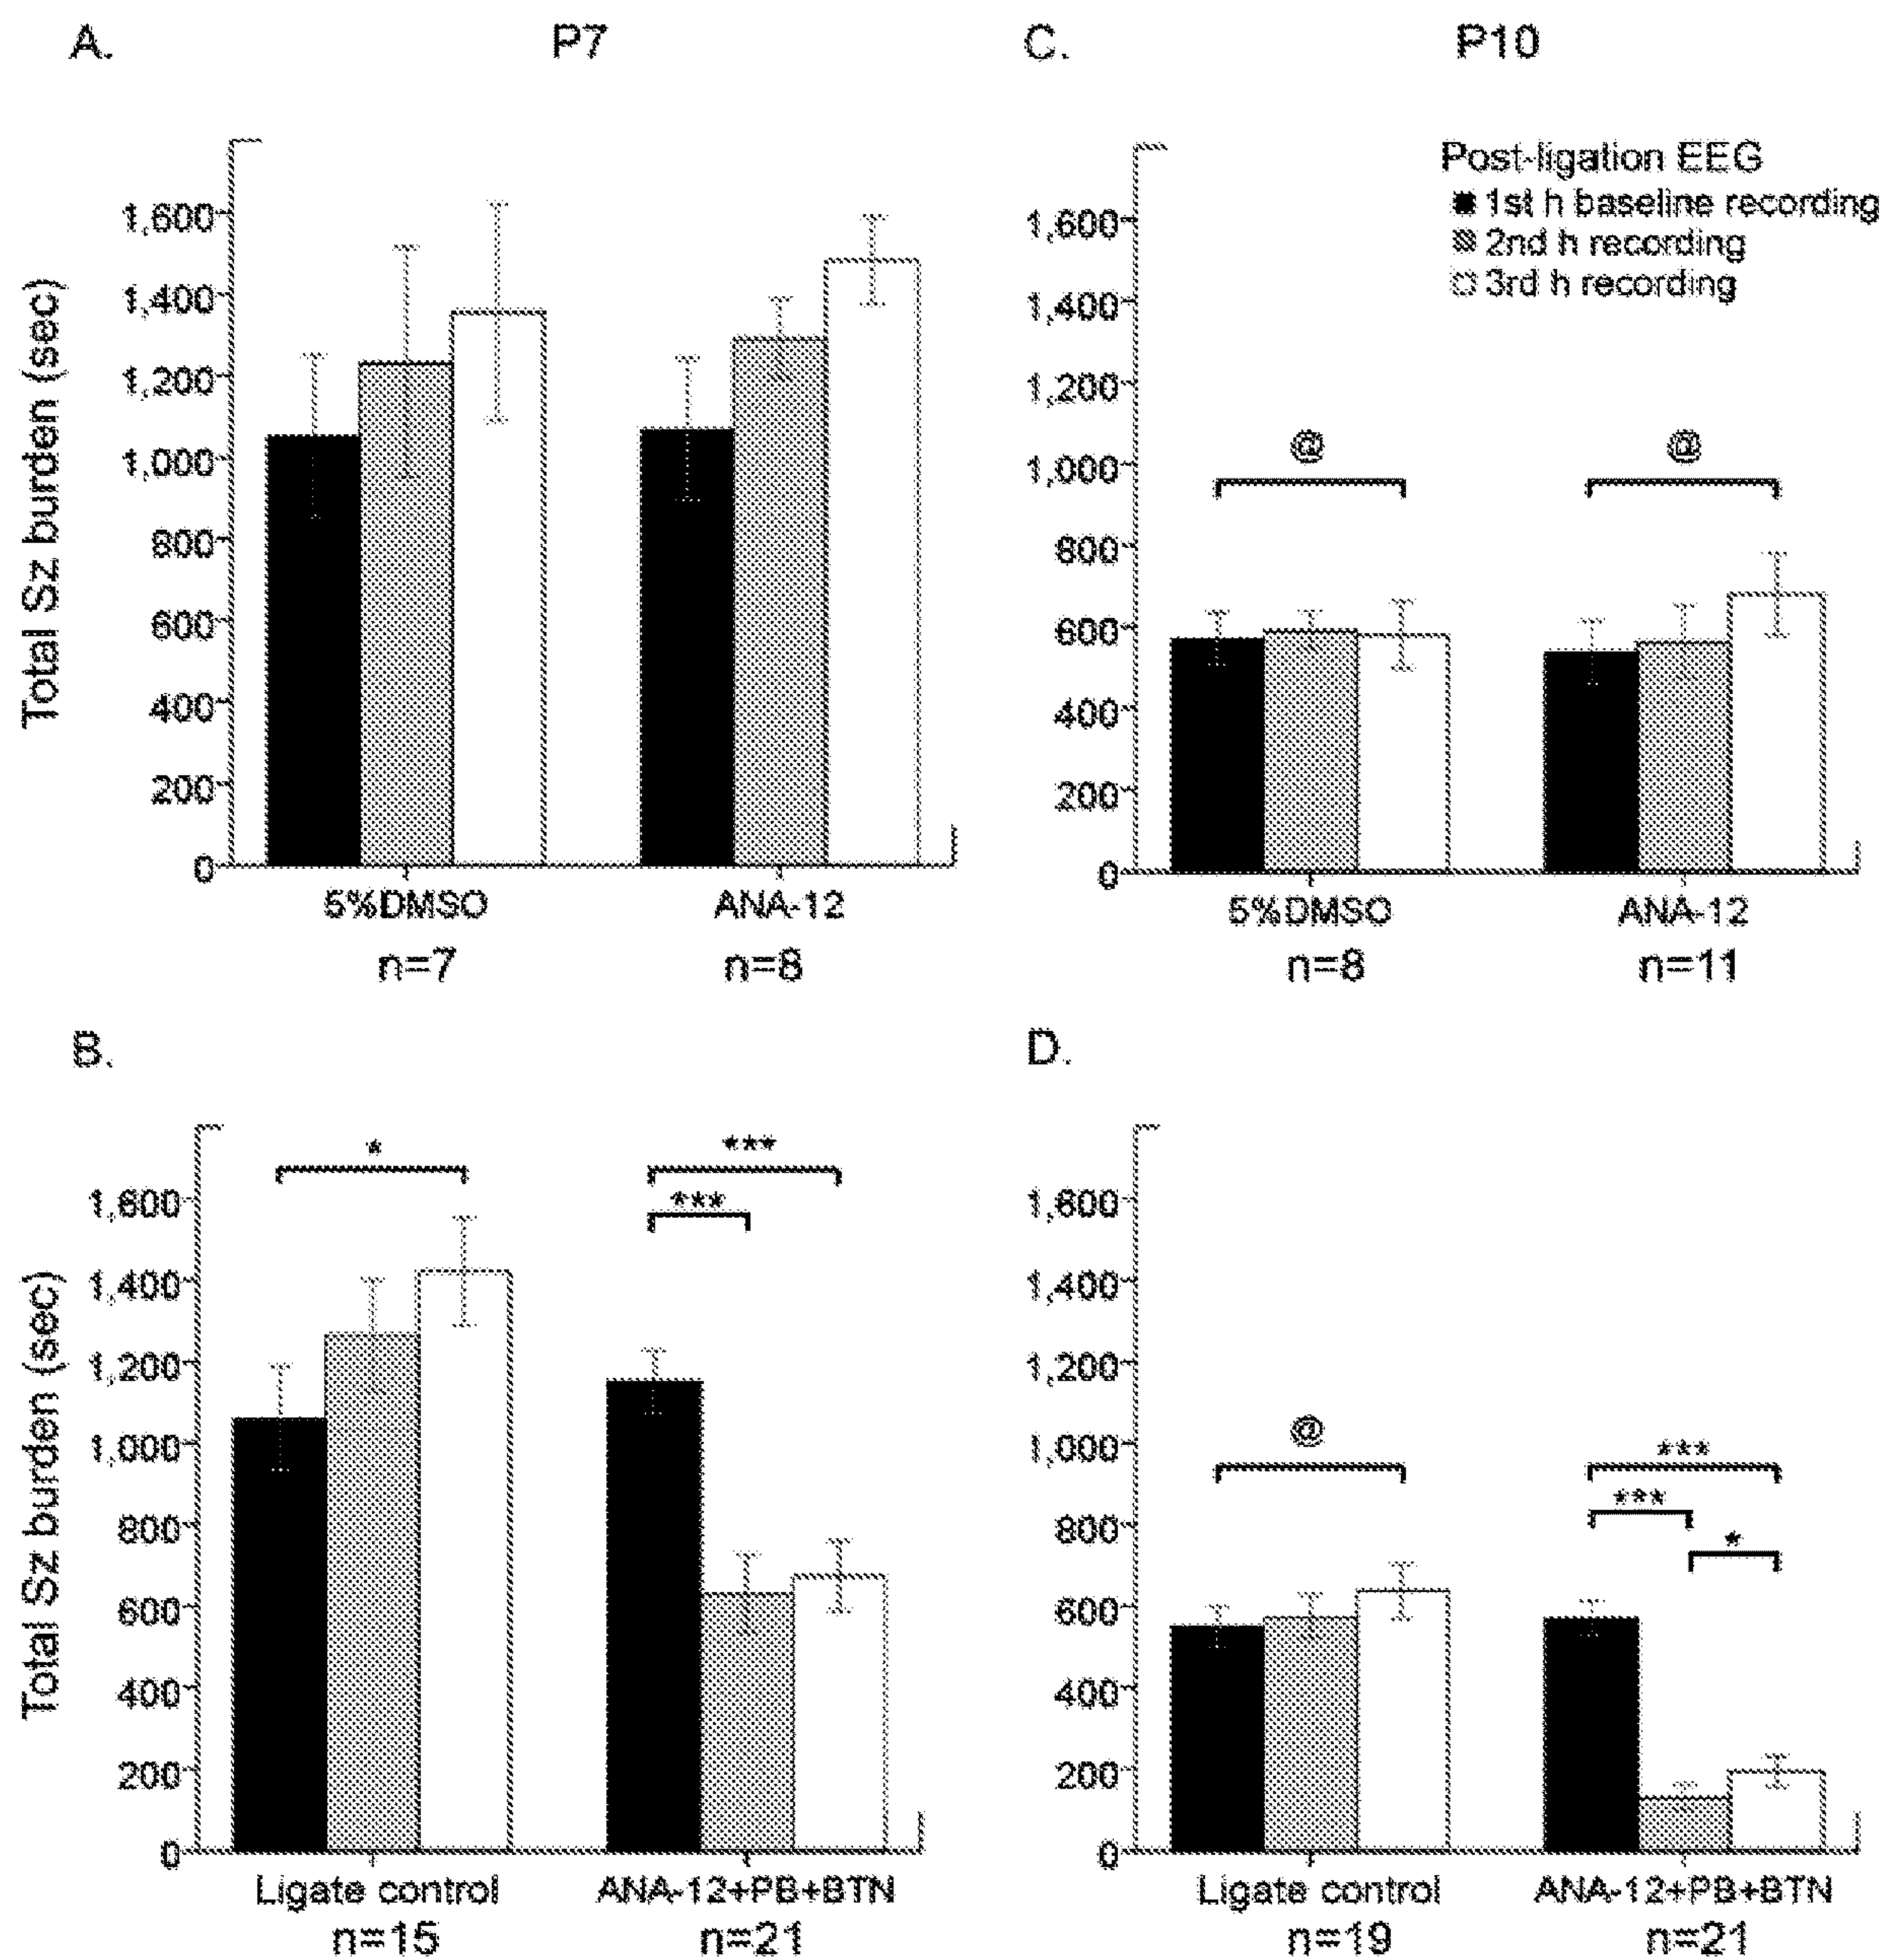 A.
P7
Total Sz burden (sec)
1,600
1,400
1,200
1,000
800
600
400
200
0
5%DMSO
ANA-12
n=7
n=8
C.
P10
Post-ligation EEG
1st h baseline recording
2nd h recording
3rd h recording
1,600
1,400
1,200
1,000
800
600
400
200
0
@
@
5%DMSO
ANA-12
n=8
n=11
B.
Total Sz burden (sec)
1,600
1,400
1,200
1,000
800
600
400
200
0
*
***
***
Ligate control
ANA-12+PB+BTN
n=15
n=21
D.
1,600
1,400
1,200
1,000
800
600
400
200
0
@
***
***
*
Ligate control
ANA-12+PB+BTN
n=19
n=21